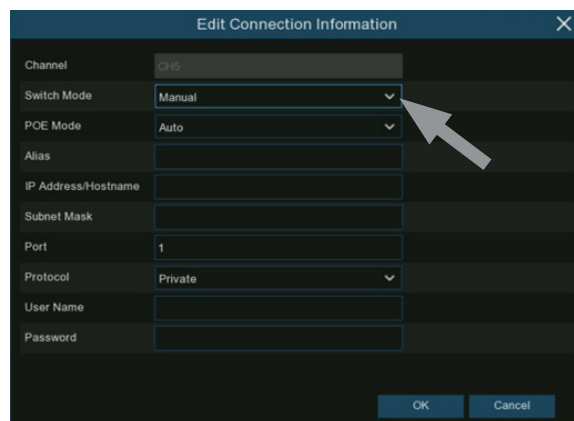 Edit Connection Information
Channel CH5
Switch Mode Manual
POE Mode Auto
Alias
IP Address/Hostname
Subnet Mask
Port 1
Protocol Private
User Name
Password
OK Cancel